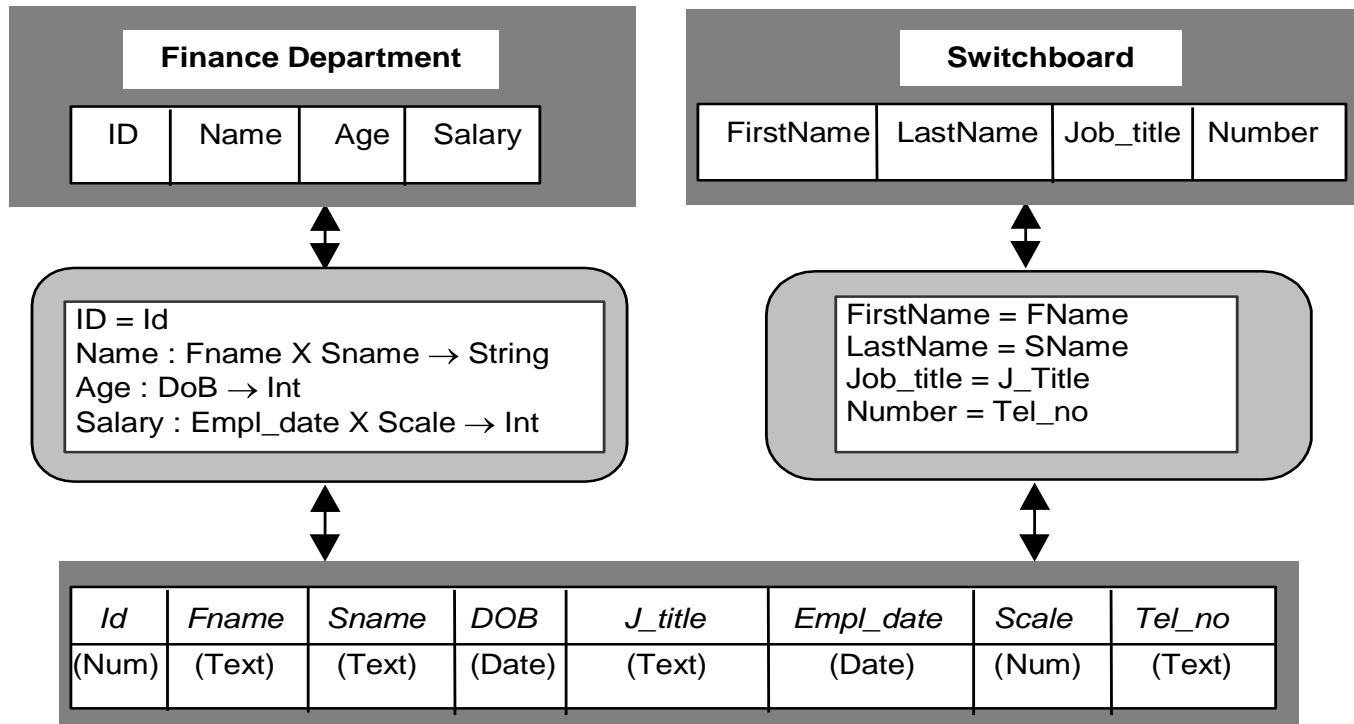 Finance Department
Switchboard
ID Name Age Salary
FirstName LastName Job_title Number
ID = Id
Name : Fname X Sname → String
Age : DoB → Int
Salary : Empl_date X Scale → Int
FirstName = FName
LastName = SName
Job_title = J_Title
Number = Tel_no
Id Fname Sname DOB J_title Empl_date Scale Tel_no
(Num) (Text) (Text) (Date) (Text) (Date) (Num) (Text)